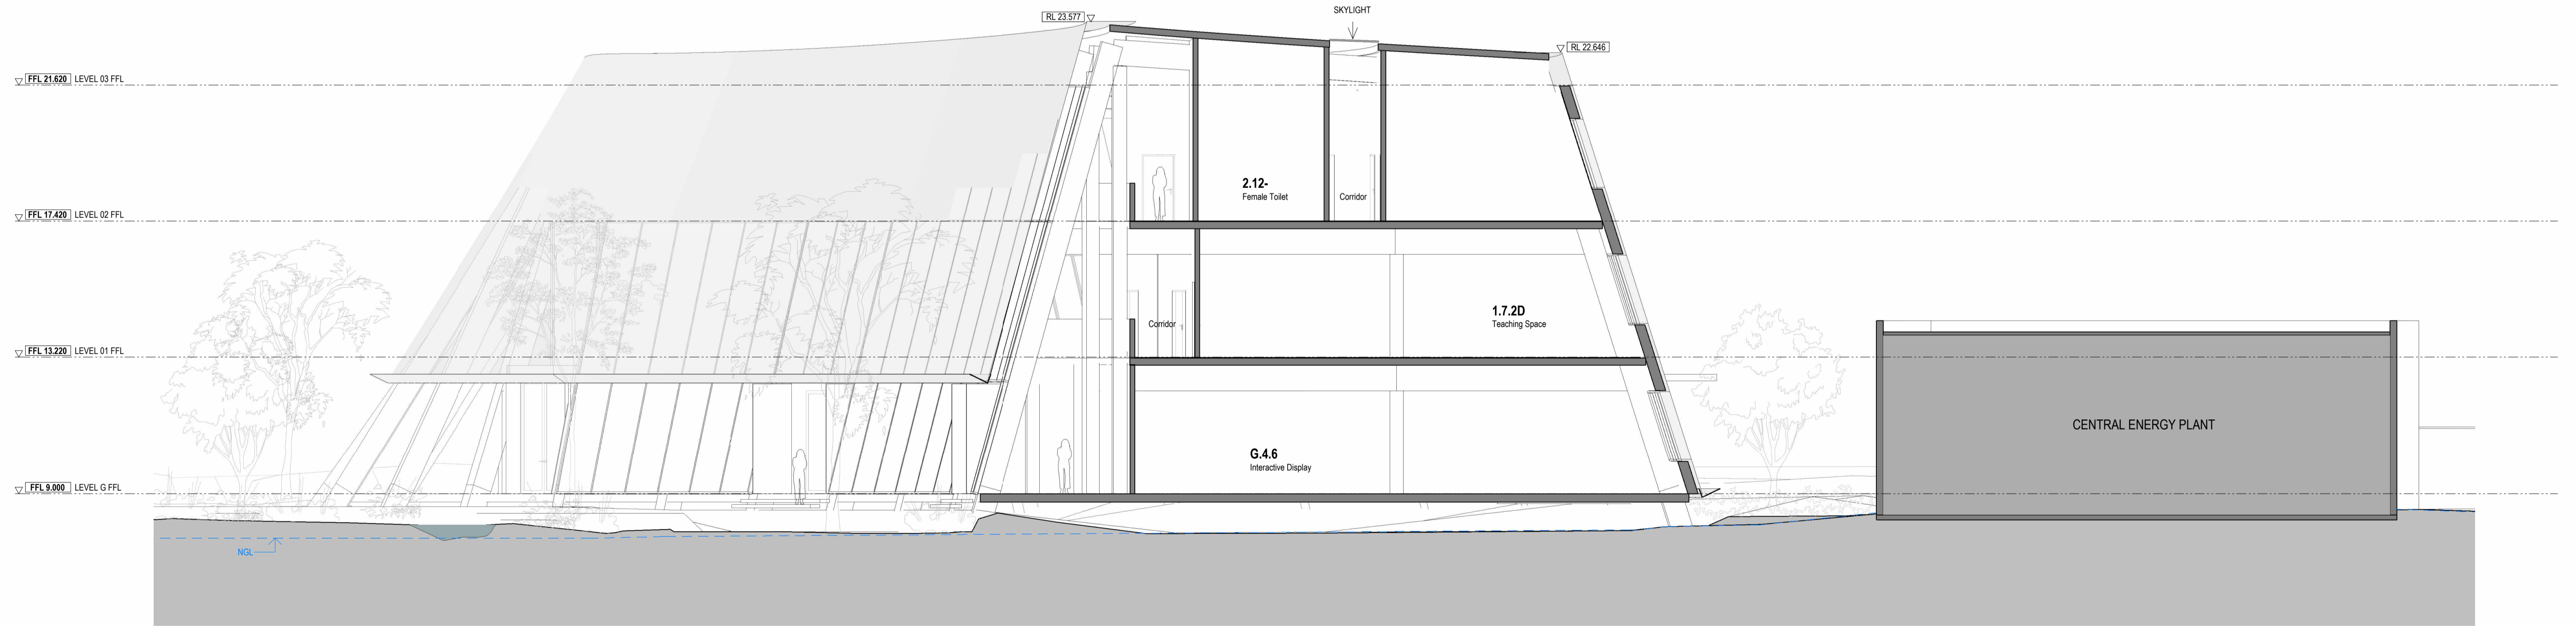 SKYLIGHT
RL 23.577
RL 22.646
FFL 21.620 LEVEL 03 FFL
2.12-
Female Toilet
Corridor
FFL 17.420 LEVEL 02 FFL
1.7.2D
Teaching Space
Corridor
FFL 13.220 LEVEL 01 FFL
CENTRAL ENERGY PLANT
G.4.6
Interactive Display
FFL 9.000 LEVEL G FFL
NGL